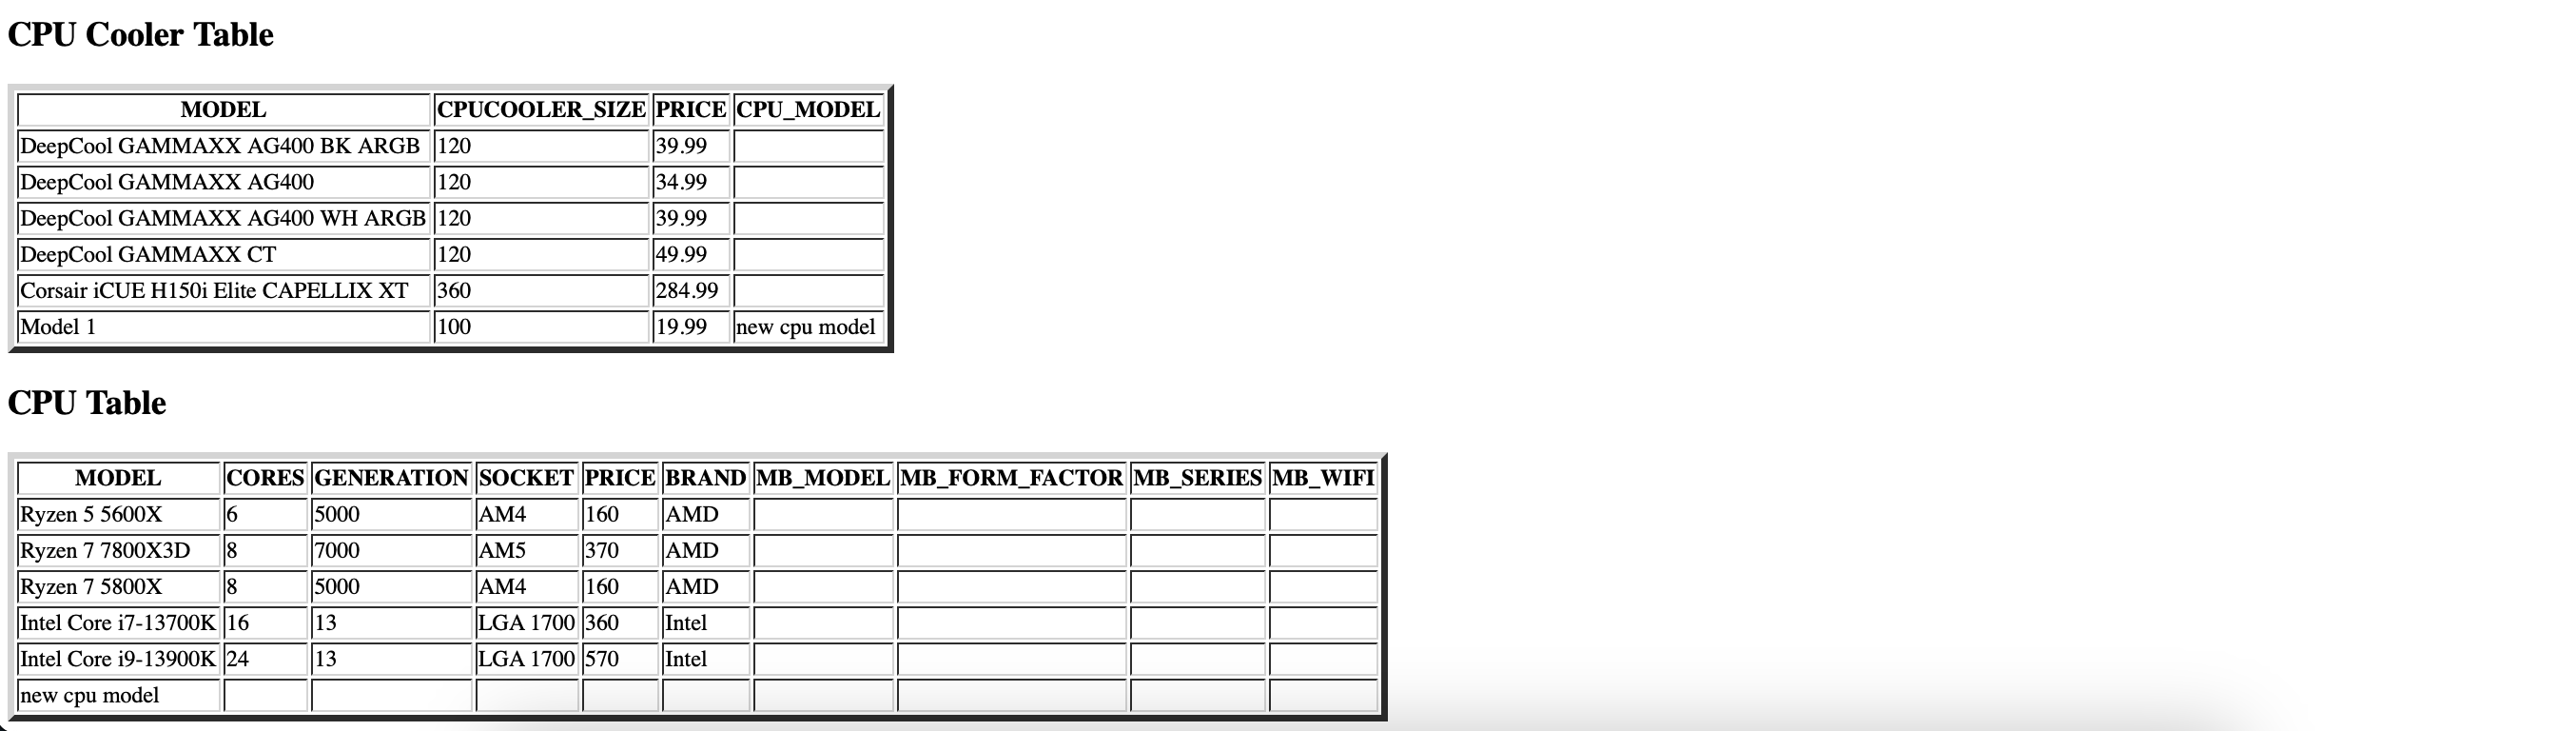 CPU Cooler Table
MODEL CPUCOOLER_SIZE PRICE CPU_MODEL
DeepCool GAMMAXX AG400 BK ARGB 120 39.99
DeepCool GAMMAXX AG400 120 34.99
DeepCool GAMMAXX AG400 WH ARGB 120 39.99
DeepCool GAMMAXX CT 120 49.99
Corsair iCUE H150i Elite CAPELLIX XT 360 284.99
Model 1 100 19.99 new cpu model
CPU Table
MODEL CORES GENERATION SOCKET PRICE BRAND MB_MODEL MB_FORM_FACTOR MB_SERIES MB_WIFI
Ryzen 5 5600X 6 5000 AM4 160 AMD
Ryzen 7 7800X3D 8 7000 AM5 370 AMD
Ryzen 7 5800X 8 5000 AM4 160 AMD
Intel Core i7-13700K 16 13 LGA 1700 360 Intel
Intel Core i9-13900K 24 13 LGA 1700 570 Intel
new cpu model